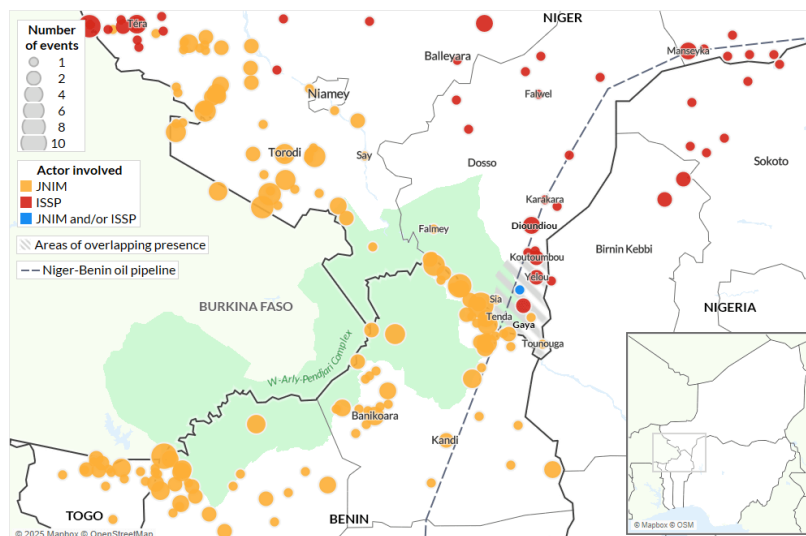 Number
of events
1
2
4
6
8
10
Actor involved
JNIM
ISSP
JNIM and/or ISSP
Areas of overlapping presence
Niger-Benin oil pipeline
NIGER
Téra
Balleyara
Manseyka
Niamey
Falwel
Torodi
Say
Dosso
Sokoto
Karakara
Dioundiou
Falmey
Koutoumbou
Birnin Kebbi
Yélou
BURKINA FASO
Sia
NIGERIA
Tenda
Gaya
Tounouga
W-Arly-Pendjari Complex
Banikoara
Kandi
TOGO
BENIN
© 2025 Mapbox © OpenStreetMap
© Mapbox © OSM